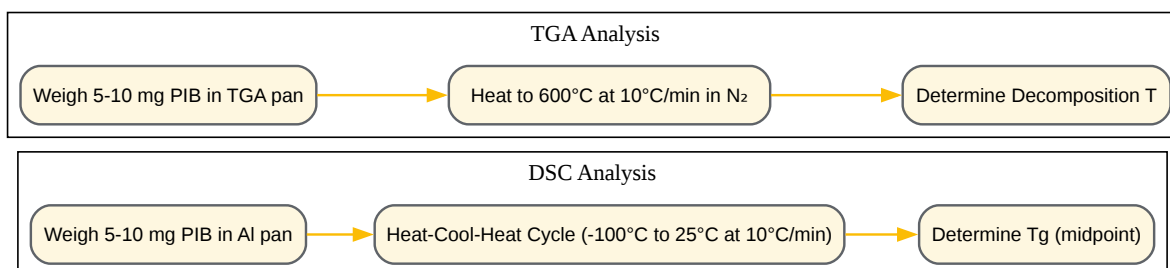 TGA Analysis
Weigh 5-10 mg PIB in TGA pan
Heat to 600°C at 10°C/min in N₂
Determine Decomposition T
DSC Analysis
Weigh 5-10 mg PIB in Al pan
Heat-Cool-Heat Cycle (-100°C to 25°C at 10°C/min)
Determine Tg (midpoint)